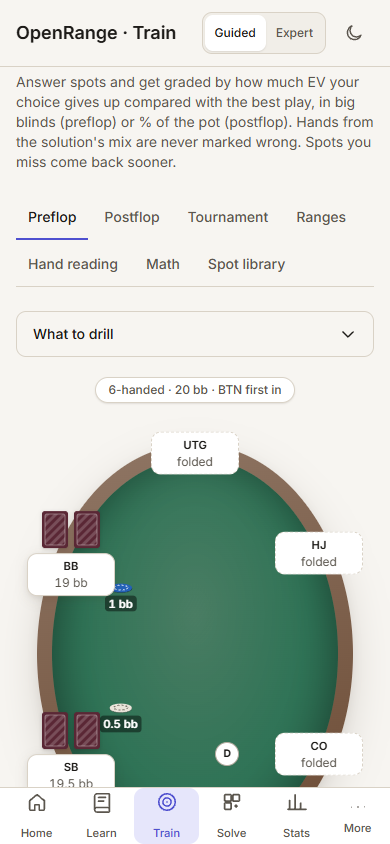 OpenRange · Train
Guided
Expert
Answer spots and get graded by how much EV your
choice gives up compared with the best play, in big
blinds (preflop) or % of the pot (postflop). Hands from
the solution's mix are never marked wrong. Spots you
miss come back sooner.
Preflop
Postflop
Tournament
Ranges
Hand reading
Math
Spot library
What to drill
6-handed · 20 bb · BTN first in
UTG
folded
HJ
folded
BB
19 bb
1 bb
0.5 bb
D
CO
folded
SB
19.5 bb
Home
Learn
Train
Solve
Stats
More